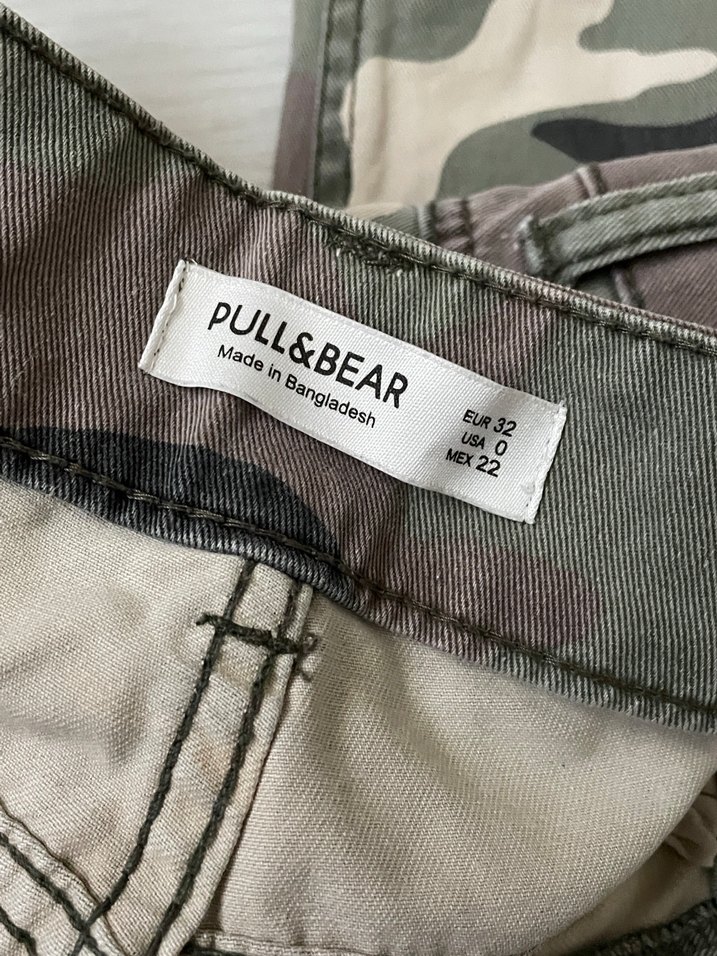 PULL&BEAR
Made in Bangladesh
EUR 32
USA 0
MEX 22